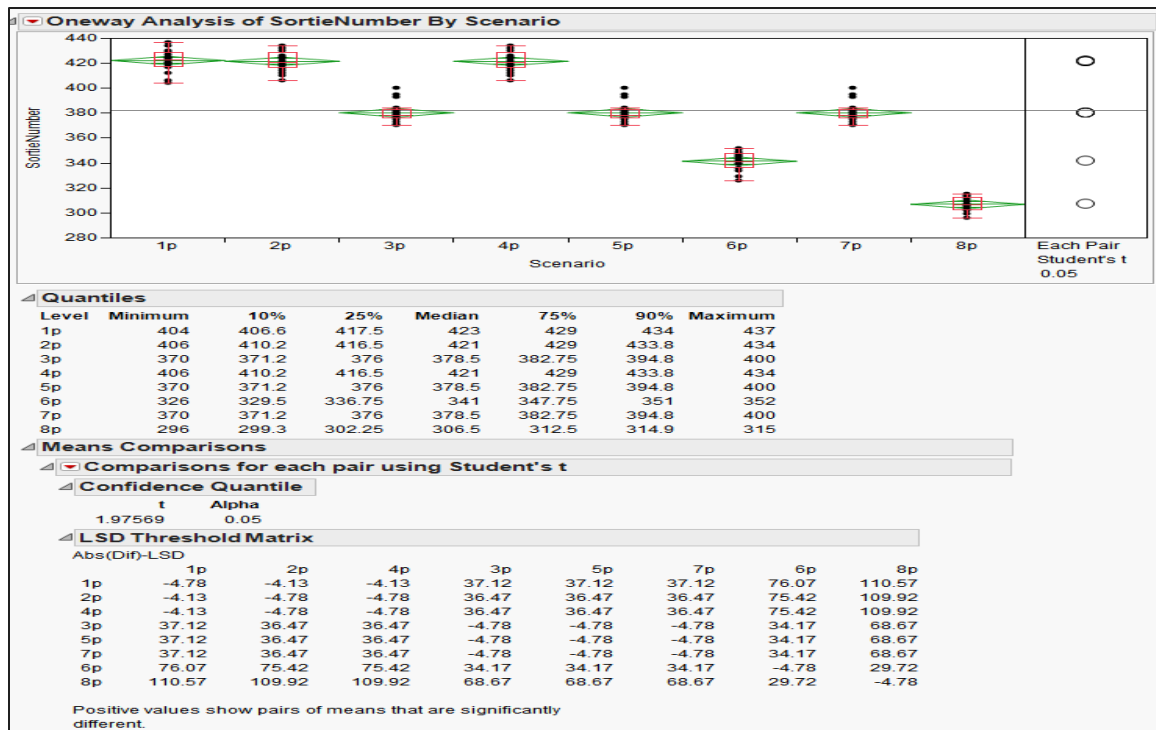 Oneway Analysis of SortieNumber By Scenario
440
420
400
380
360
340
320
300
280
SortieNumber
1p 2p 3p 4p 5p 6p 7p 8p
Scenario
Each Pair
Student's t
0.05
Quantiles
Level Minimum 10% 25% Median 75% 90% Maximum
1p 404 406.6 417.5 423 429 434 437
2p 406 410.2 416.5 421 429 433.8 434
3p 370 371.2 376 378.5 382.75 394.8 400
4p 406 410.2 416.5 421 429 433.8 434
5p 370 371.2 376 378.5 382.75 394.8 400
6p 326 329.5 336.75 341 347.75 351 352
7p 370 371.2 376 378.5 382.75 394.8 400
8p 296 299.3 302.25 306.5 312.5 314.9 315
Means Comparisons
Comparisons for each pair using Student's t
Confidence Quantile
t Alpha
1.97569 0.05
LSD Threshold Matrix
Abs(Dif)-LSD
1p 2p 4p 3p 5p 7p 6p 8p
1p -4.78 -4.13 -4.13 37.12 37.12 37.12 76.07 110.57
2p -4.13 -4.78 -4.78 36.47 36.47 36.47 75.42 109.92
4p -4.13 -4.78 -4.78 36.47 36.47 36.47 75.42 109.92
3p 37.12 36.47 36.47 -4.78 -4.78 -4.78 34.17 68.67
5p 37.12 36.47 36.47 -4.78 -4.78 -4.78 34.17 68.67
7p 37.12 36.47 36.47 -4.78 -4.78 -4.78 34.17 68.67
6p 76.07 75.42 75.42 34.17 34.17 34.17 -4.78 29.72
8p 110.57 109.92 109.92 68.67 68.67 68.67 29.72 -4.78
Positive values show pairs of means that are significantly
different.